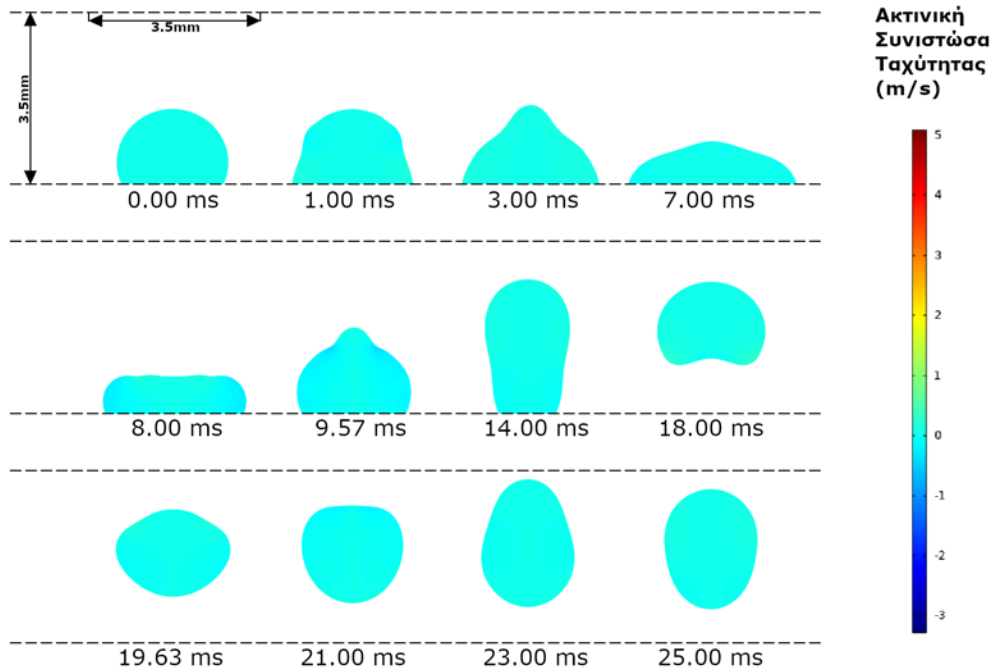 3.5mm
3.5mm
0.00 ms
1.00 ms
3.00 ms
7.00 ms
8.00 ms
9.57 ms
14.00 ms
18.00 ms
19.63 ms
21.00 ms
23.00 ms
25.00 ms
Ακτινική
Συνιστώσα
Ταχύτητας
(m/s)
5
4
3
2
1
0
-1
-2
-3